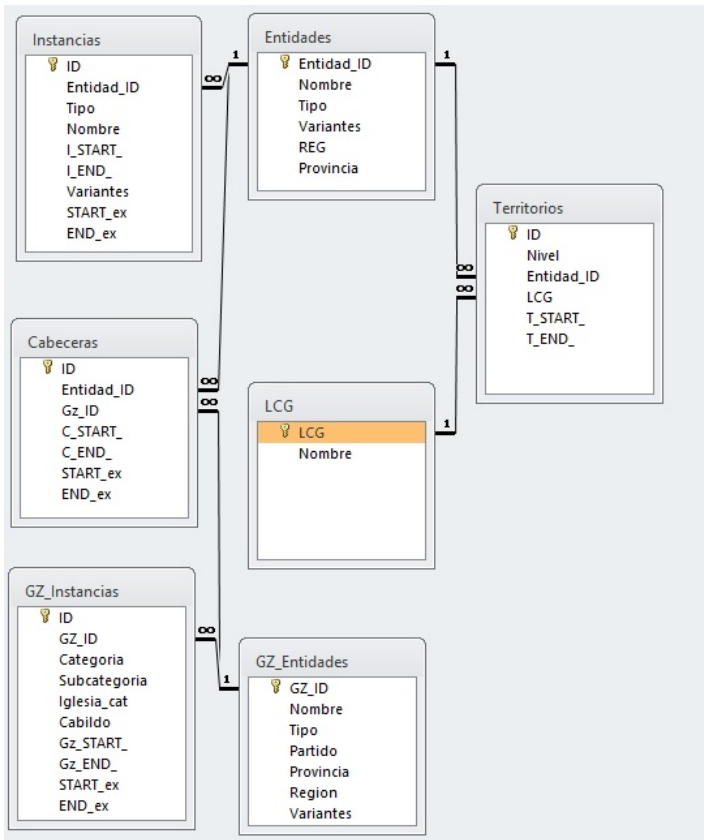 Instancias
ID
Entidad_ID
Tipo
Nombre
I_START_
I_END_
Variantes
START_ex
END_ex
Entidades
Entidad_ID
Nombre
Tipo
Variantes
REG
Provincia
Territorios
ID
Nivel
Entidad_ID
LCG
T_START_
T_END_
Cabeceras
ID
Entidad_ID
Gz_ID
C_START_
C_END_
START_ex
END_ex
LCG
LCG
Nombre
GZ_Instancias
ID
GZ_ID
Categoria
Subcategoria
Iglesia_cat
Cabildo
Gz_START_
Gz_END_
START_ex
END_ex
GZ_Entidades
GZ_ID
Nombre
Tipo
Partido
Provincia
Region
Variantes
1
∞
1
∞
∞
∞
∞
1
∞
1